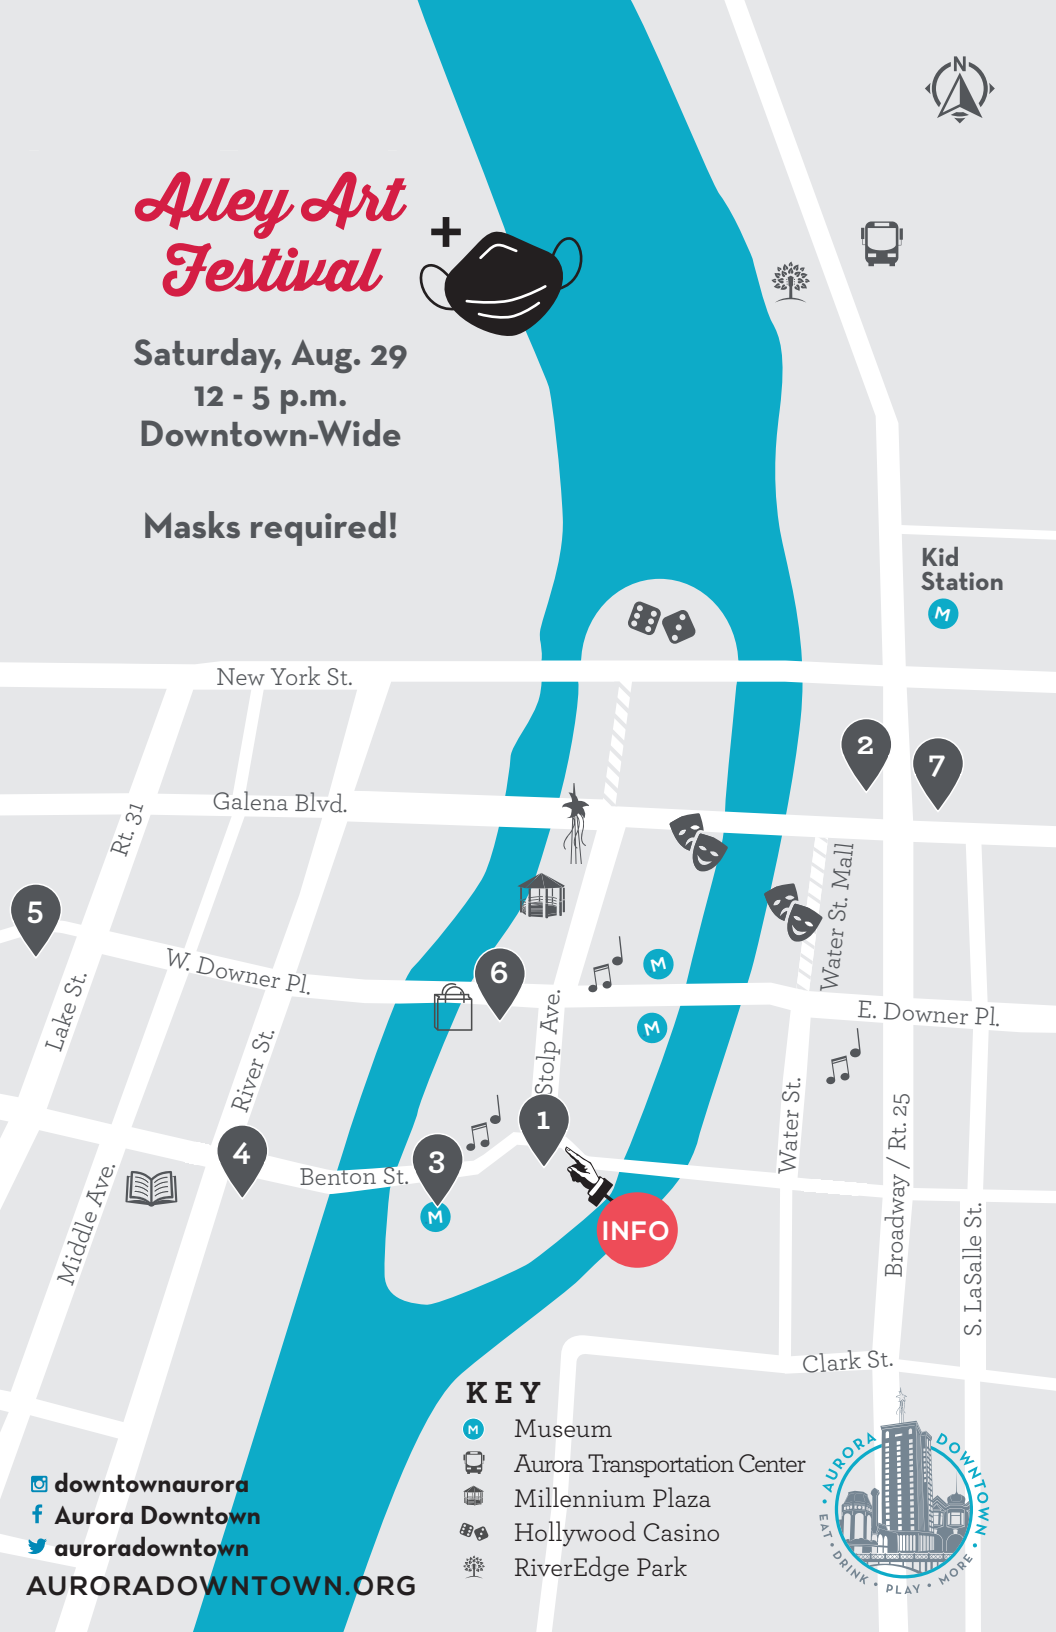 N
Alley Art
Festival
+
Saturday, Aug. 29
12 - 5 p.m.
Downtown-Wide
Masks required!
Kid
Station
M
New York St.
2
7
Galena Blvd.
Rt. 31
Water St. Mall
5
W. Downer Pl.
6
M
E. Downer Pl.
M
Lake St.
River St.
Stolp Ave.
Water St.
Broadway / Rt. 25
1
4
3
Benton St.
M
Middle Ave.
INFO
S. LaSalle St.
Clark St.
KEY
M Museum
Aurora Transportation Center
Millennium Plaza
Hollywood Casino
RiverEdge Park
downtownaurora
f Aurora Downtown
auroradowntown
AURORADOWNTOWN.ORG
• AURORA DOWNTOWN •
EAT • DRINK • PLAY • MORE